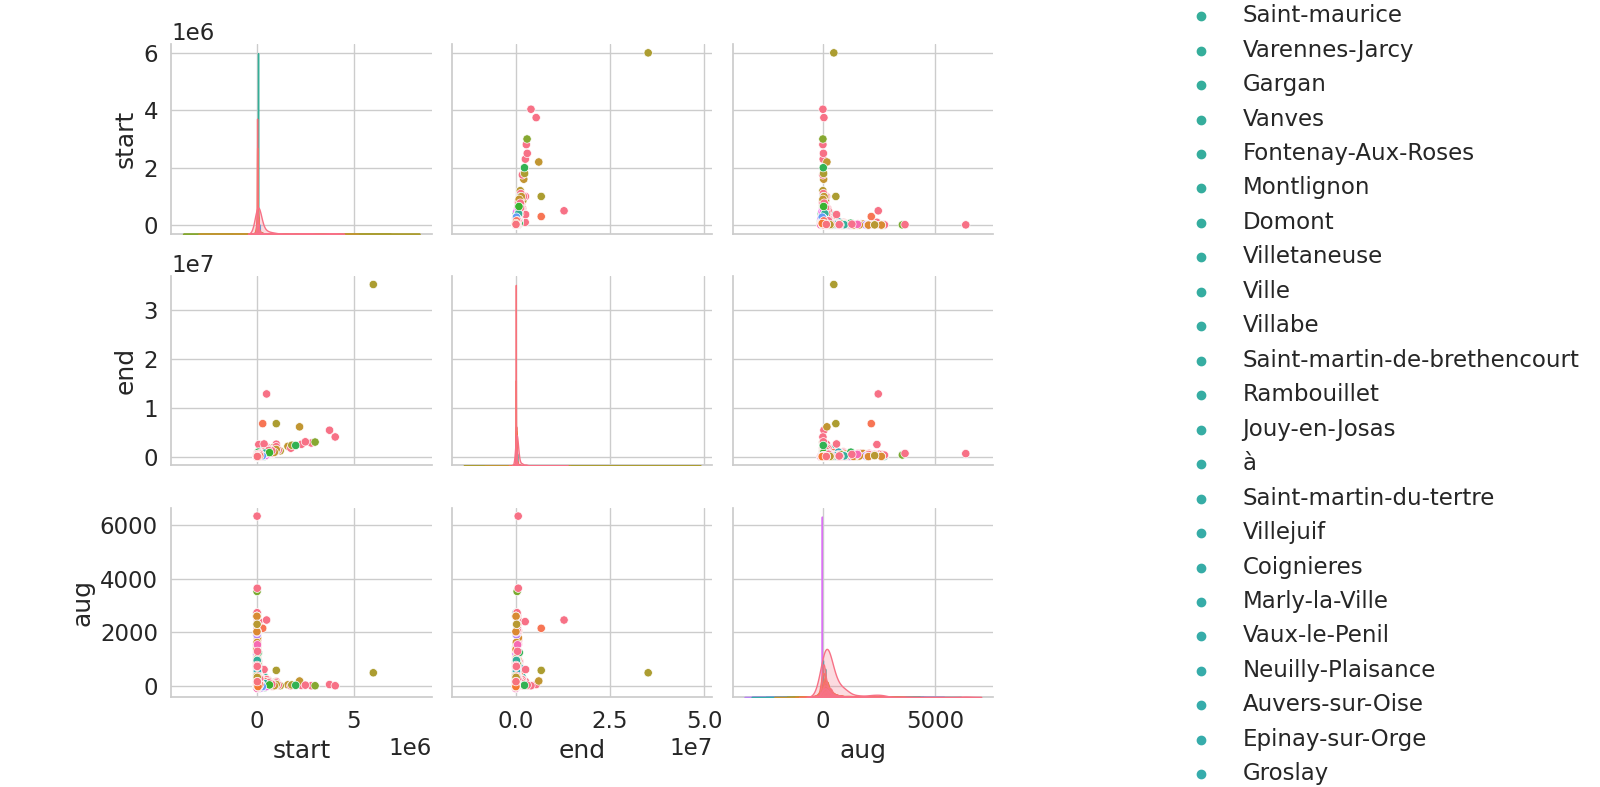 1e6
6
4
2
0
start
1e7
3
2
1
0
end
6000
4000
2000
0
aug
0 5 0.0 2.5 5.0 0 5000
1e6 1e7
start end aug
Saint-maurice
Varennes-Jarcy
Gargan
Vanves
Fontenay-Aux-Roses
Montlignon
Domont
Villetaneuse
Ville
Villabe
Saint-martin-de-brethencourt
Rambouillet
Jouy-en-Josas
à
Saint-martin-du-tertre
Villejuif
Coignieres
Marly-la-Ville
Vaux-le-Penil
Neuilly-Plaisance
Auvers-sur-Oise
Epinay-sur-Orge
Groslay